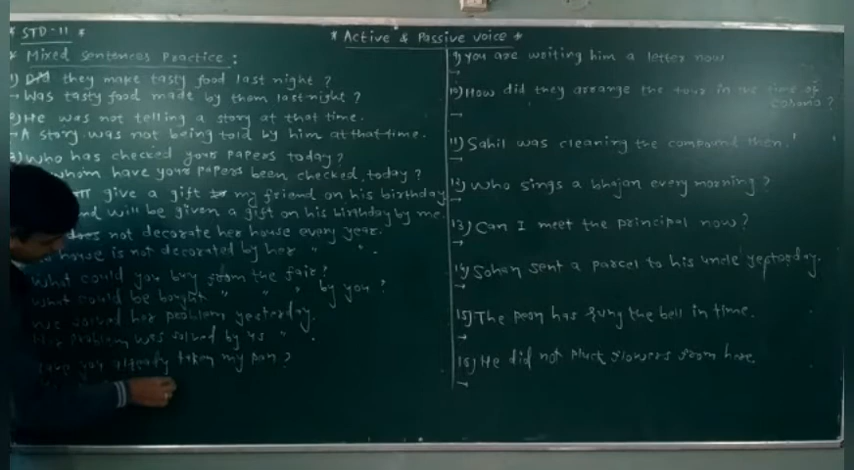 * STD-11 *
* Active & Passive voice *
* Mixed sentences Practice :
1) Did they make tasty food last night ?
→ Was tasty food made by them last night ?
2) He was not telling a story at that time.
→ A story was not being told by him at that time.
3) Who has checked your papers today ?
whom have your papers been checked, today ?
give a gift to my friend on his birthday
will be given a gift on his birthday by me.
does not decorate her house every year.
house is not decorated by her " ".
What could you buy from the fair ?
What could be bought " " " by you ?
We solved her problem yesterday.
Her problem was solved by us ".
Have you already taken my pen ?
9) you are writing him a letter now
→
10) How did they arrange the tour in the time of corona ?
→
11) Sahil was cleaning the compound then.
→
12) Who sings a bhajan every morning ?
→
13) Can I meet the principal now ?
→
14) Sohan sent a parcel to his uncle yesterday.
→
15) The peon has rung the bell in time.
→
16) He did not pluck flowers from here.
→